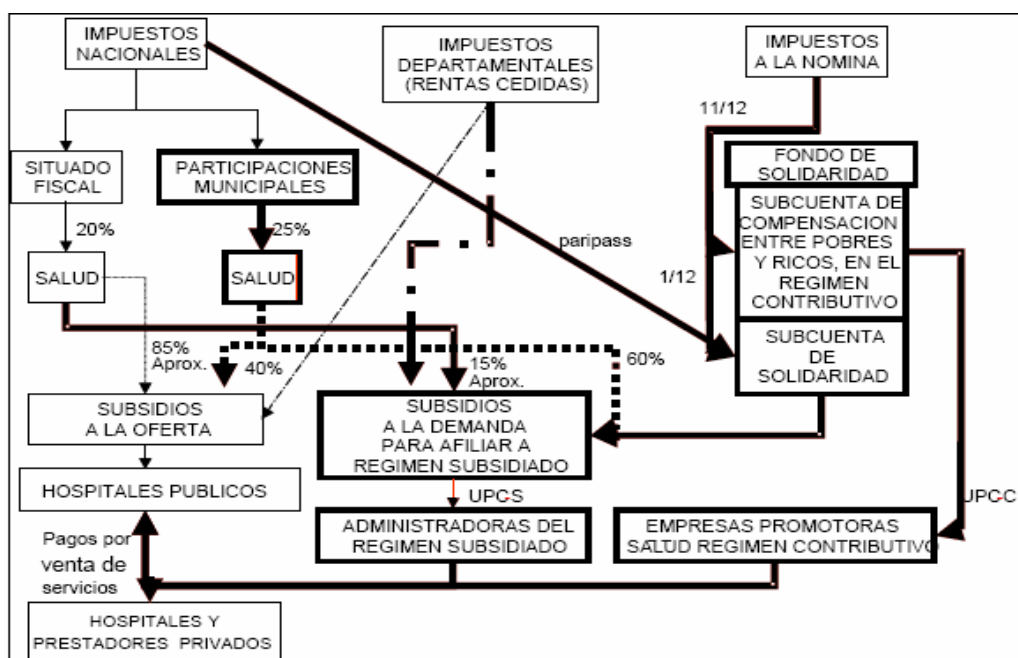 IMPUESTOS
NACIONALES
IMPUESTOS
DEPARTAMENTALES
(RENTAS CEDIDAS)
IMPUESTOS
A LA NOMINA
11/12
SITUADO
FISCAL
PARTICIPACIONES
MUNICIPALES
FONDO DE
SOLIDARIDAD
SUBCUENTA DE
COMPENSACION
ENTRE POBRES
Y RICOS, EN EL
REGIMEN
CONTRIBUTIVO
20%
25%
paripass
1/12
SALUD
SALUD
SUBCUENTA
DE
SOLIDARIDAD
85%
Aprox.
40%
15%
Aprox.
60%
SUBSIDIOS
A LA OFERTA
SUBSIDIOS
A LA DEMANDA
PARA AFILIAR A
REGIMEN SUBSIDIADO
HOSPITALES PUBLICOS
UPCS
UPCC
Pagos por
venta de
servicios
ADMINISTRADORAS DEL
REGIMEN SUBSIDIADO
EMPRESAS PROMOTORAS
SALUD REGIMEN CONTRIBUTIVO
HOSPITALES Y
PRESTADORES PRIVADOS